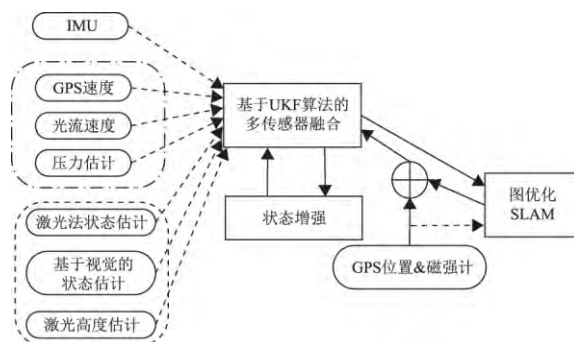 IMU
GPS速度
光流速度
压力估计
激光法状态估计
基于视觉的
状态估计
激光高度估计
基于UKF算法的
多传感器融合
状态增强
GPS位置&磁强计
图优化
SLAM